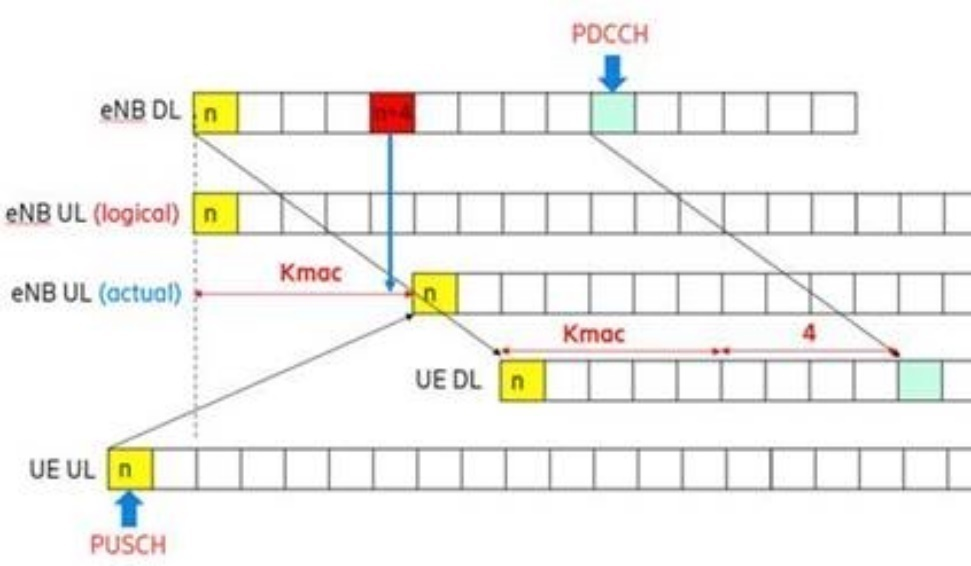 PDCCH
eNB DL n n+4
eNB UL (logical) n
Kmac
eNB UL (actual) n
Kmac 4
UE DL n
UE UL n
PUSCH